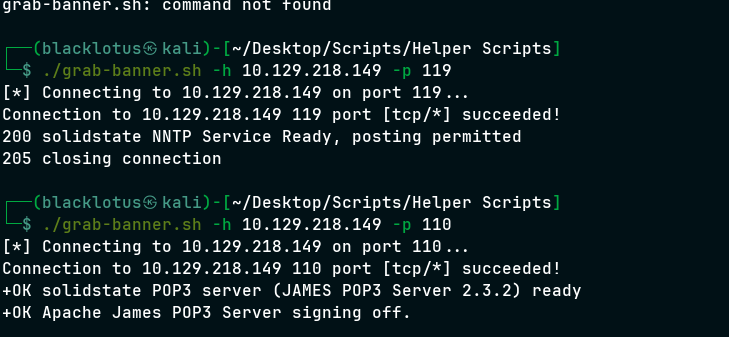 grab-banner.sh: command not found
┌──(blacklotus㉿kali)-[~/Desktop/Scripts/Helper Scripts]
└─$ ./grab-banner.sh -h 10.129.218.149 -p 119
[*] Connecting to 10.129.218.149 on port 119...
Connection to 10.129.218.149 119 port [tcp/*] succeeded!
200 solidstate NNTP Service Ready, posting permitted
205 closing connection
┌──(blacklotus㉿kali)-[~/Desktop/Scripts/Helper Scripts]
└─$ ./grab-banner.sh -h 10.129.218.149 -p 110
[*] Connecting to 10.129.218.149 on port 110...
Connection to 10.129.218.149 110 port [tcp/*] succeeded!
+OK solidstate POP3 server (JAMES POP3 Server 2.3.2) ready
+OK Apache James POP3 Server signing off.